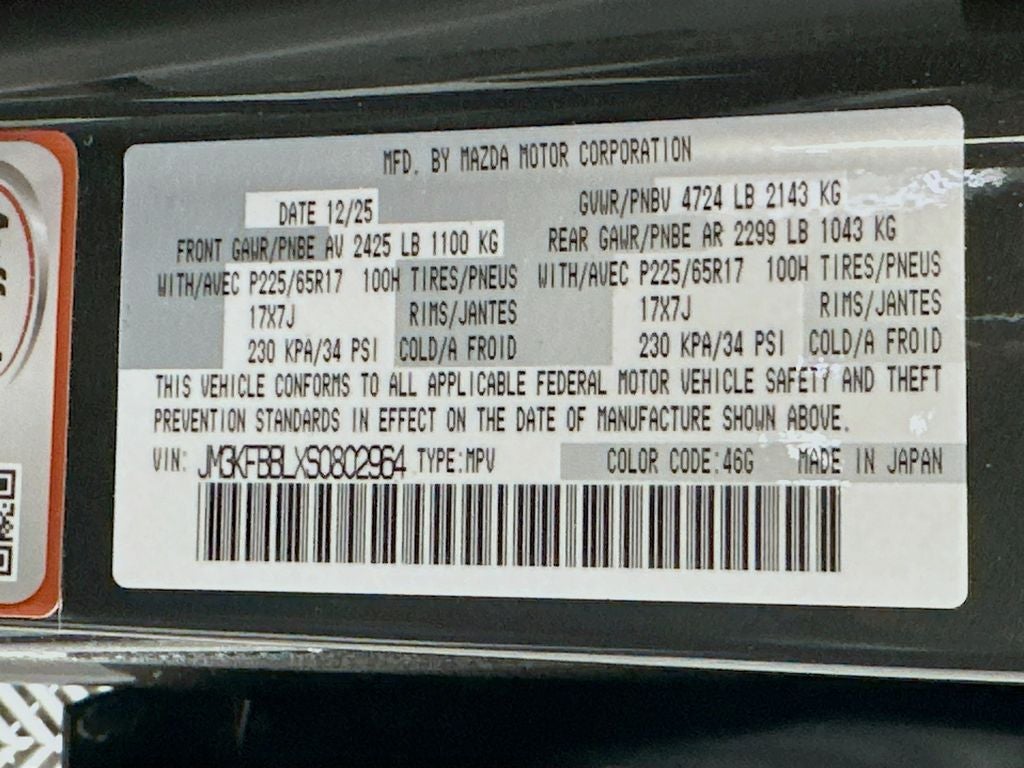 MFD. BY MAZDA MOTOR CORPORATION
DATE 12/25 GVWR/PNBV 4724 LB 2143 KG
FRONT GAWR/PNBE AV 2425 LB 1100 KG REAR GAWR/PNBE AR 2299 LB 1043 KG
WITH/AVEC P225/65R17 100H TIRES/PNEUS WITH/AVEC P225/65R17 100H TIRES/PNEUS
17X7J RIMS/JANTES 17X7J RIMS/JANTES
230 KPA/34 PSI COLD/A FROID 230 KPA/34 PSI COLD/A FROID
THIS VEHICLE CONFORMS TO ALL APPLICABLE FEDERAL MOTOR VEHICLE SAFETY AND THEFT
PREVENTION STANDARDS IN EFFECT ON THE DATE OF MANUFACTURE SHOWN ABOVE.
VIN: JM3KFBBLXS0802964 TYPE:MPV COLOR CODE:46G MADE IN JAPAN